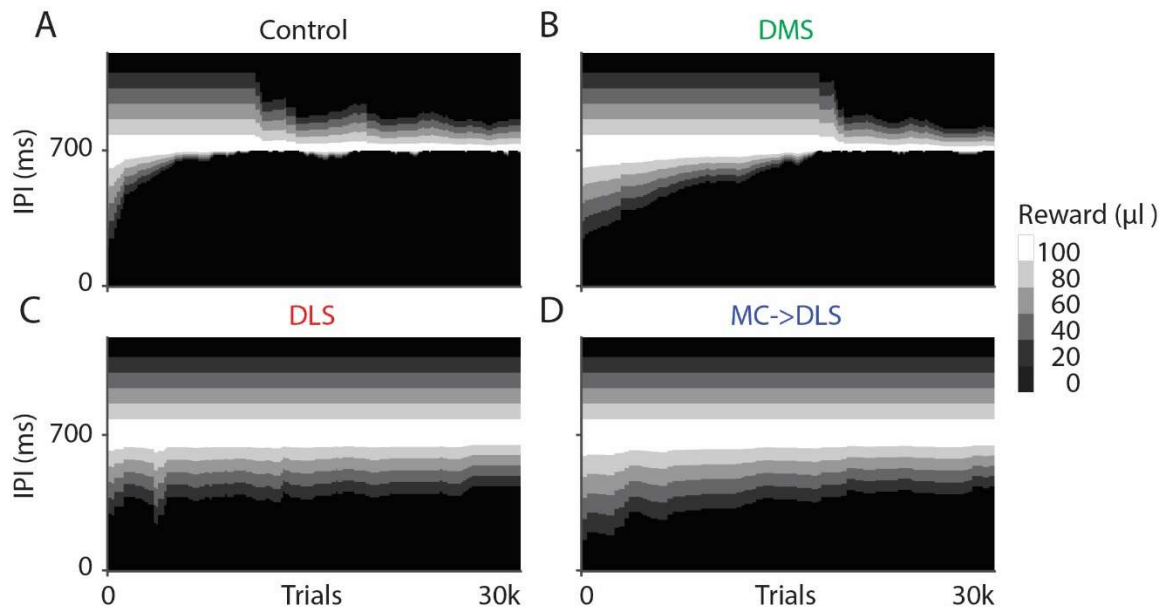 A
Control
B
DMS
IPI (ms)
700
0
Reward (µl )
100
80
60
40
20
0
C
DLS
D
MC->DLS
IPI (ms)
700
0
0
Trials
30k
0
Trials
30k